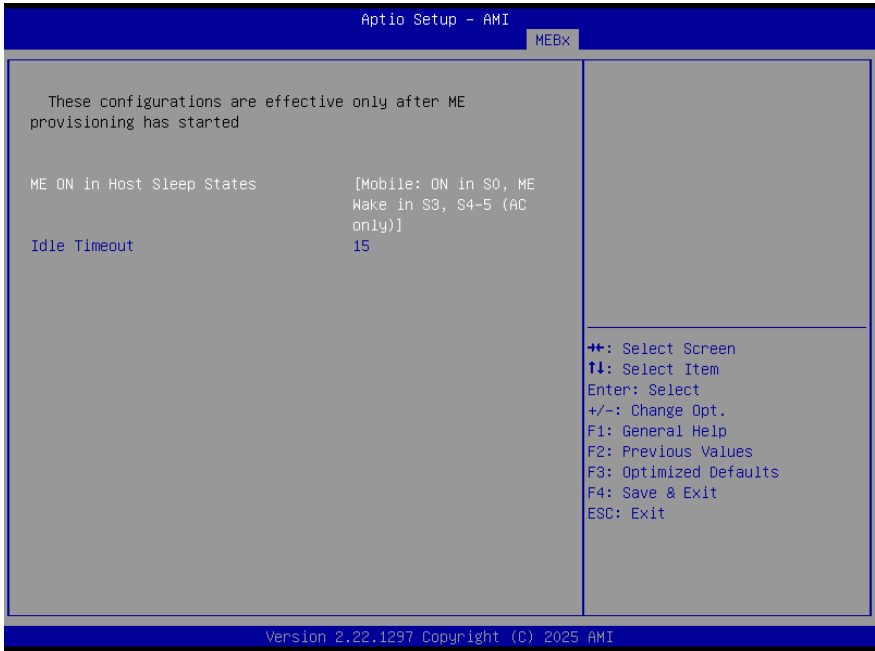 Aptio Setup – AMI
MEBx
These configurations are effective only after ME
provisioning has started
ME ON in Host Sleep States [Mobile: ON in S0, ME
Wake in S3, S4–5 (AC
only)]
Idle Timeout 15
→←: Select Screen
↑↓: Select Item
Enter: Select
+/–: Change Opt.
F1: General Help
F2: Previous Values
F3: Optimized Defaults
F4: Save & Exit
ESC: Exit
Version 2.22.1297 Copyright (C) 2025 AMI